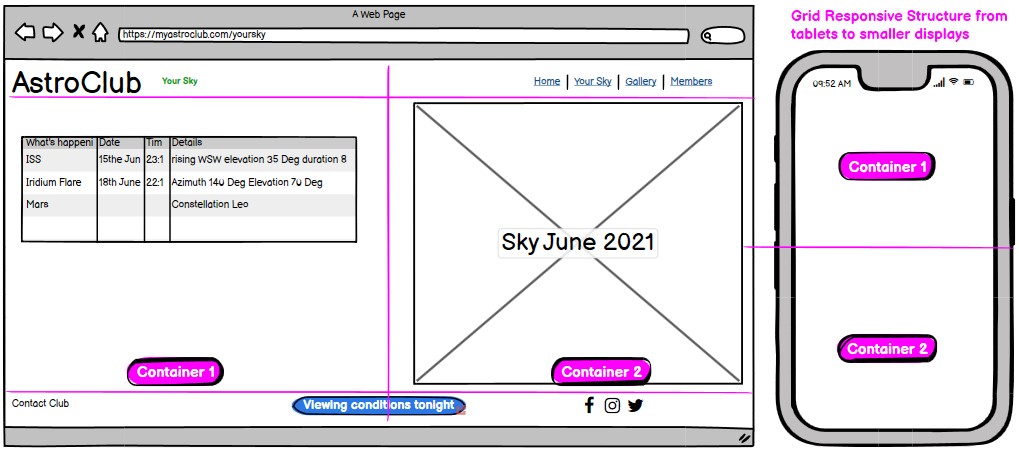 A Web Page
https://myastroclub.com/yoursky
Grid Responsive Structure from
tablets to smaller displays
AstroClub
Your Sky
Home | Your Sky | Gallery | Members
What's happeni Date Tim Details
ISS 15the Jun 23:1 rising WSW elevation 35 Deg duration 8
Iridium Flare 18th June 22:1 Azimuth 140 Deg Elevation 70 Deg
Mars Constellation Leo
Sky June 2021
Container 1
Container 2
Contact Club
Viewing conditions tonight
09:52 AM
Container 1
Container 2